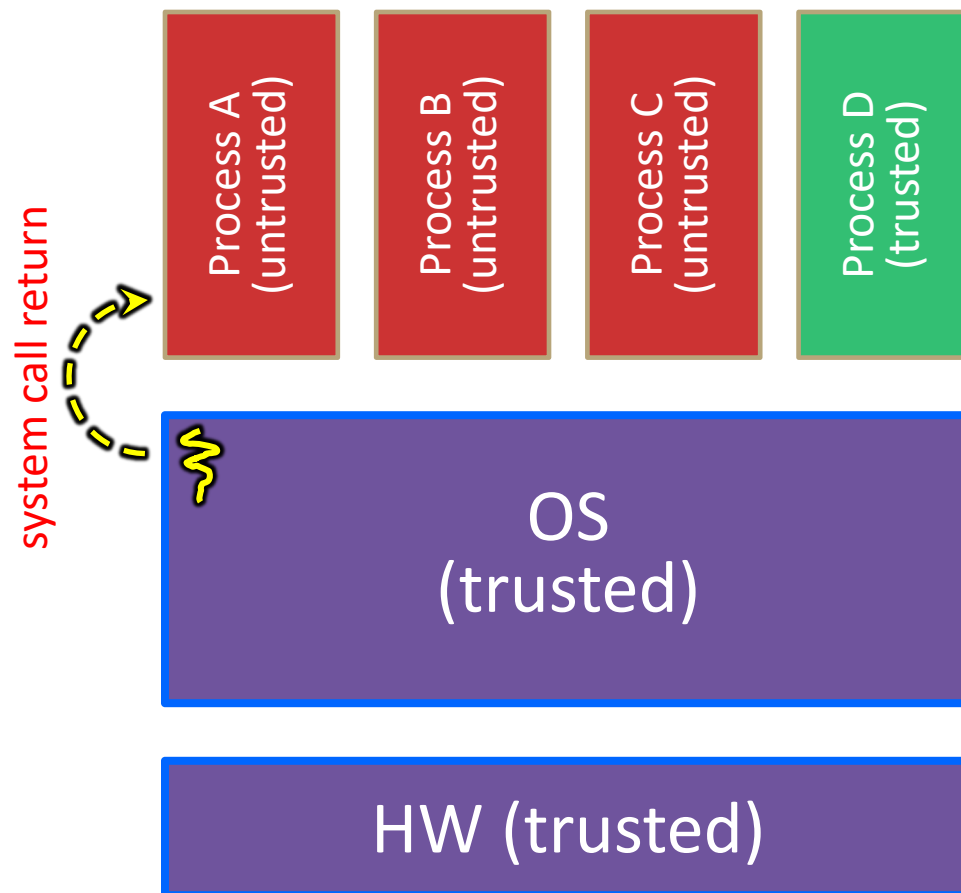 Process A
(untrusted)
Process B
(untrusted)
Process C
(untrusted)
Process D
(trusted)
system call return
OS
(trusted)
HW (trusted)